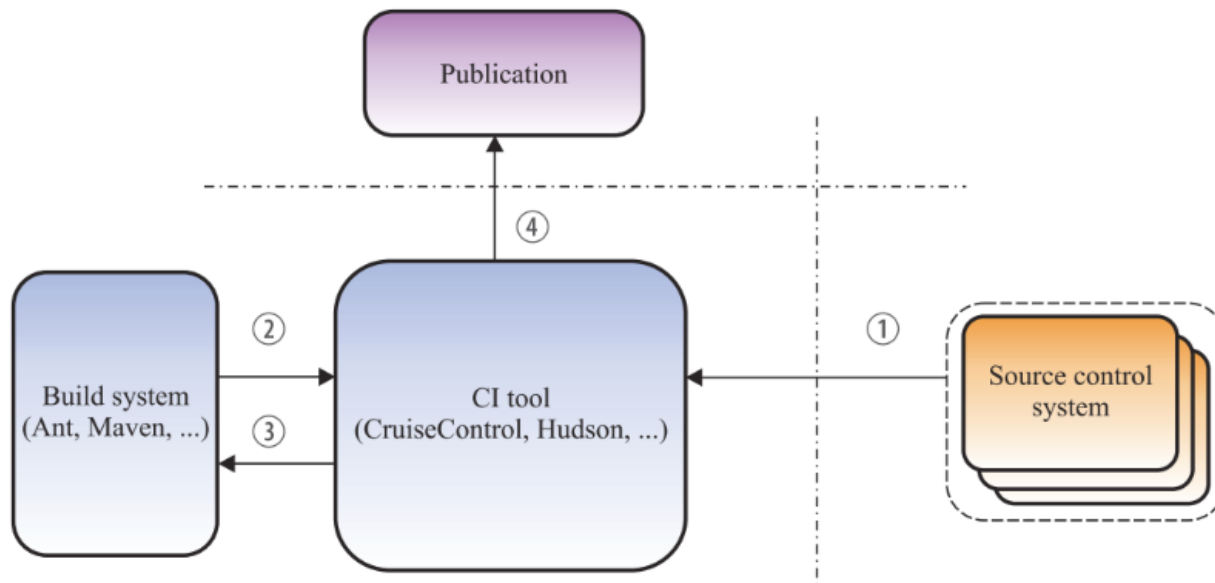 Publication
④
②
①
Build system
(Ant, Maven, ...)
CI tool
(CruiseControl, Hudson, ...)
Source control
system
③